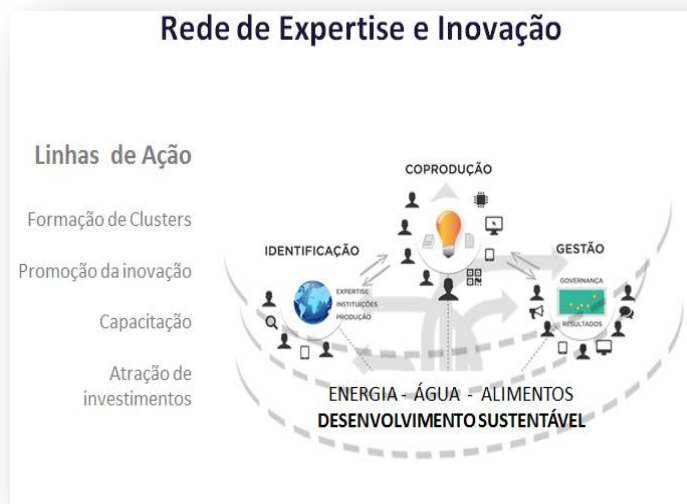 Rede de Expertise e Inovação
Linhas de Ação
Formação de Clusters
Promoção da inovação
Capacitação
Atração de
investimentos
COPRODUÇÃO
IDENTIFICAÇÃO
EXPERTISE
INSTITUIÇÕES
PRODUÇÃO
GESTÃO
GOVERNANÇA
RESULTADOS
ENERGIA - ÁGUA - ALIMENTOS
DESENVOLVIMENTO SUSTENTÁVEL